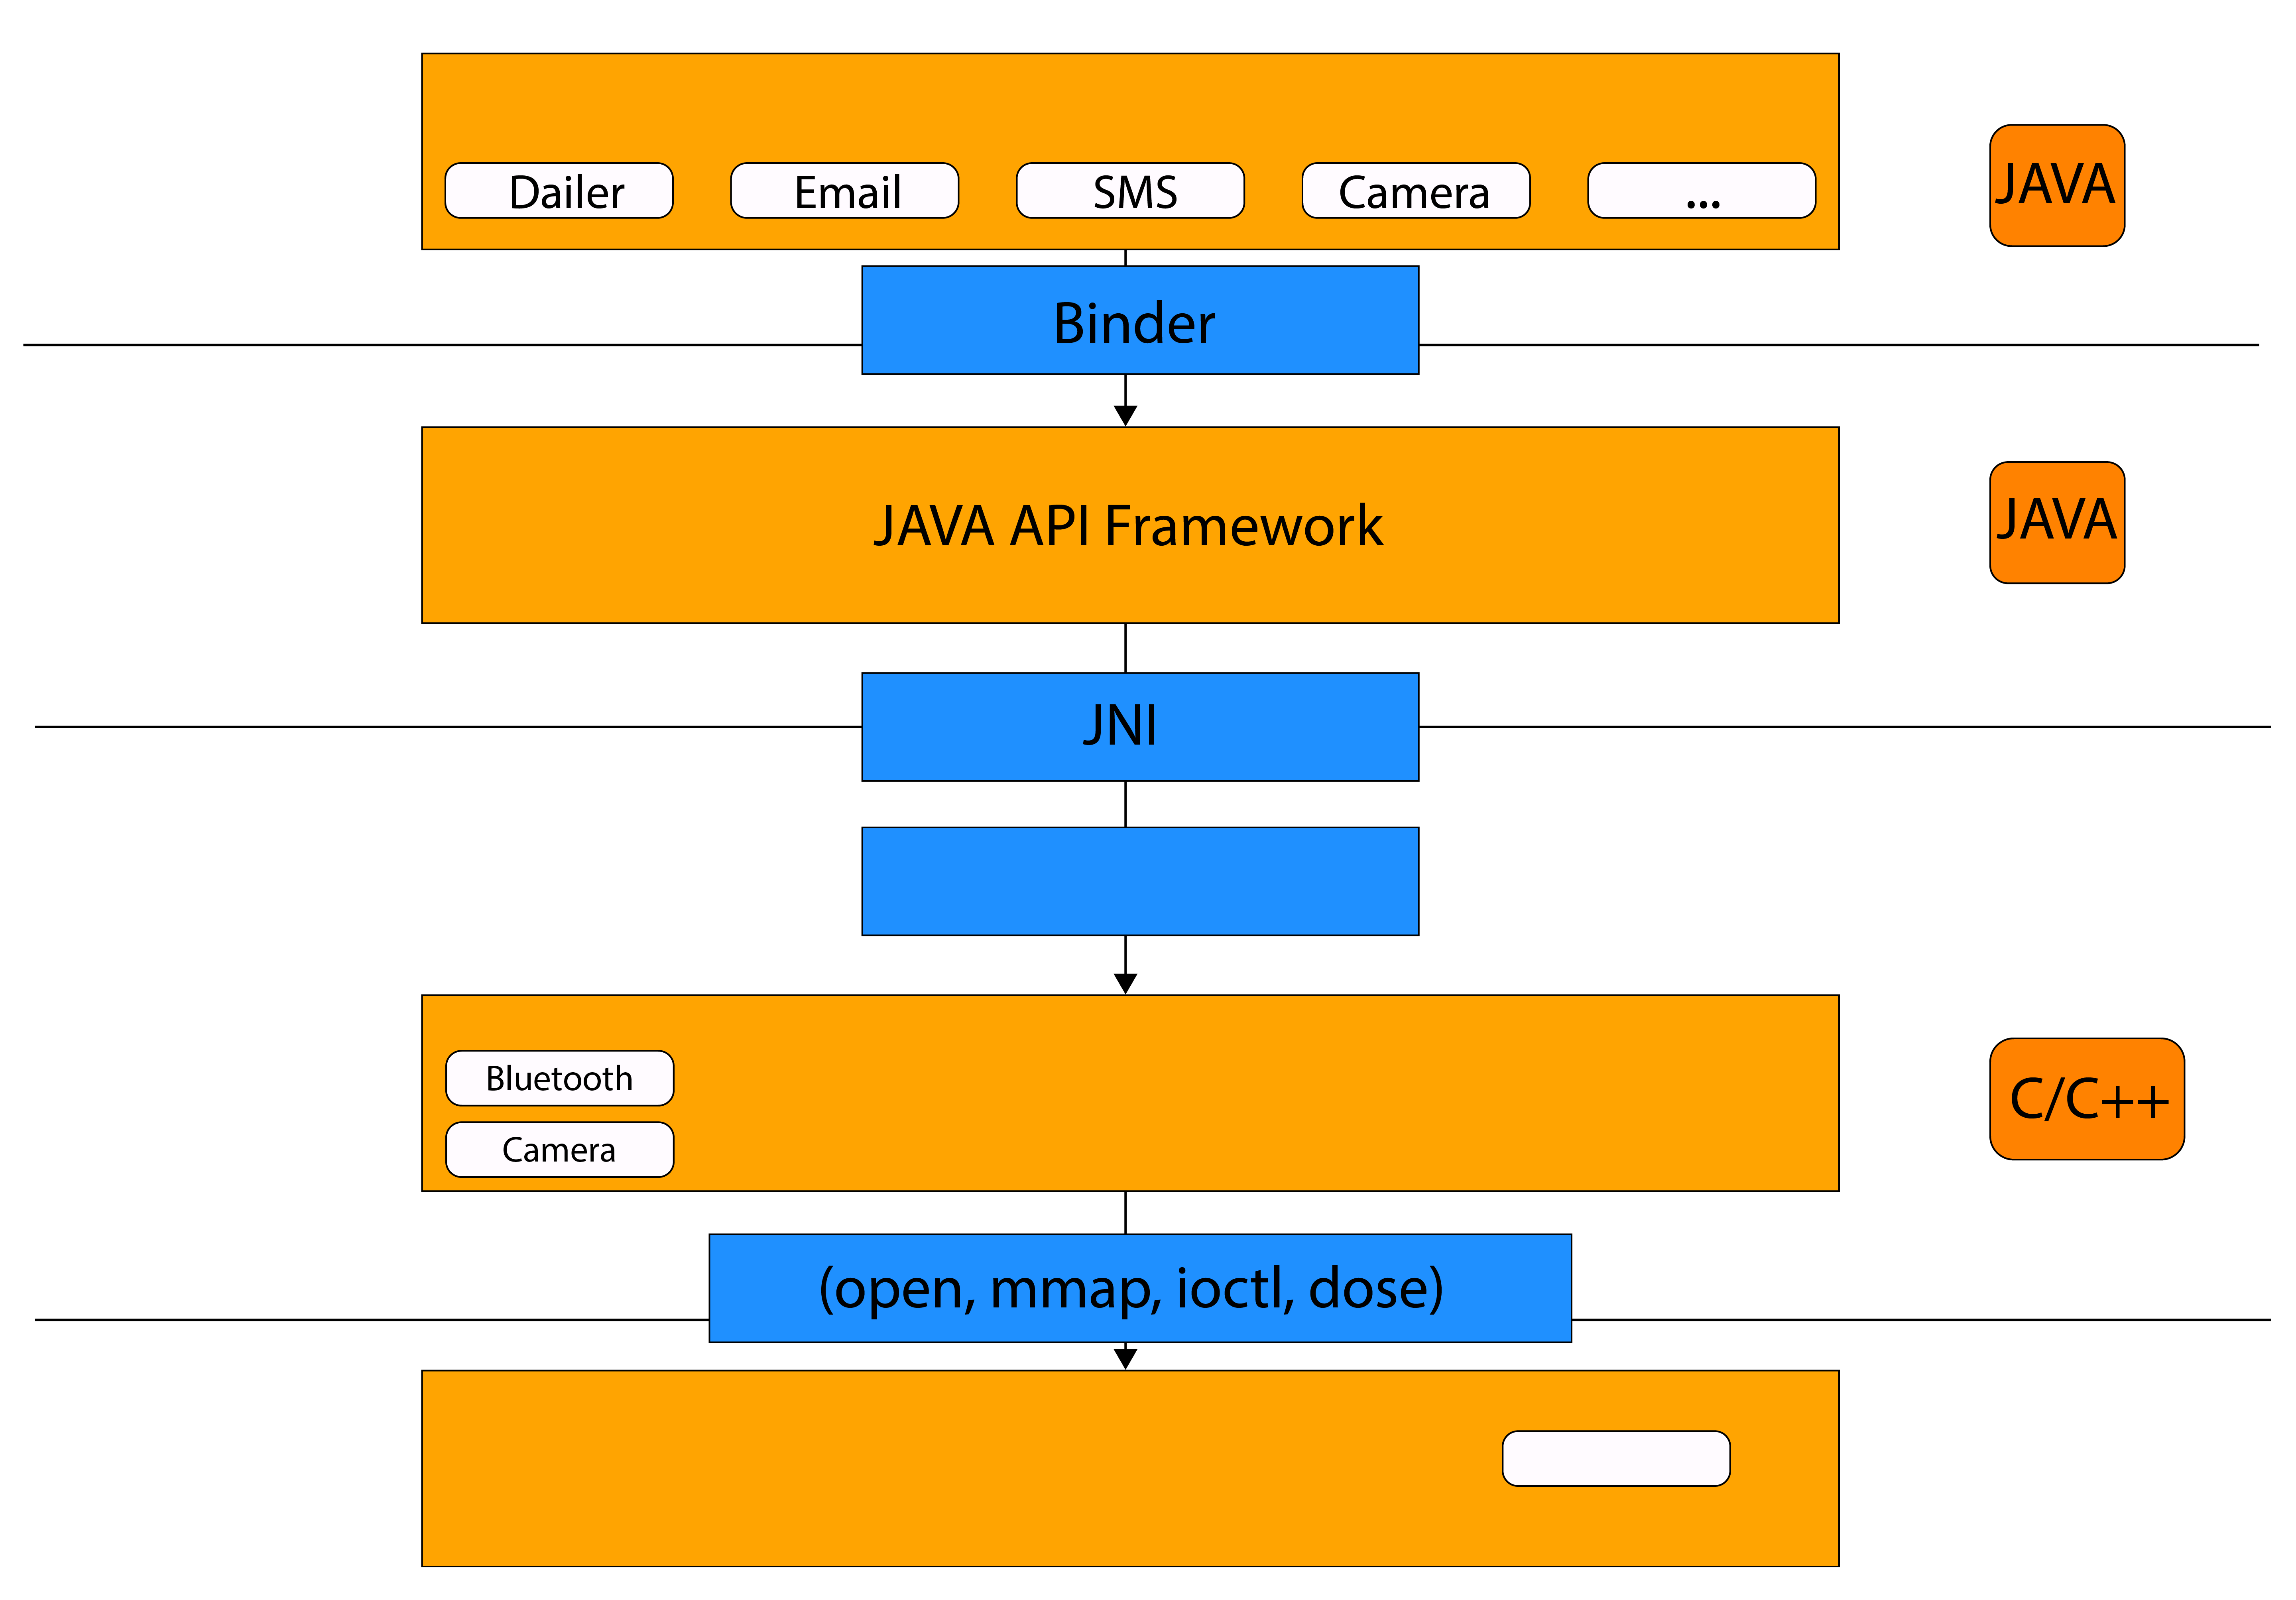 Dailer
Email
SMS
Camera
...
JAVA
Binder
JAVA API Framework
JAVA
JNI
Bluetooth
Camera
C/C++
(open, mmap, ioctl, dose)